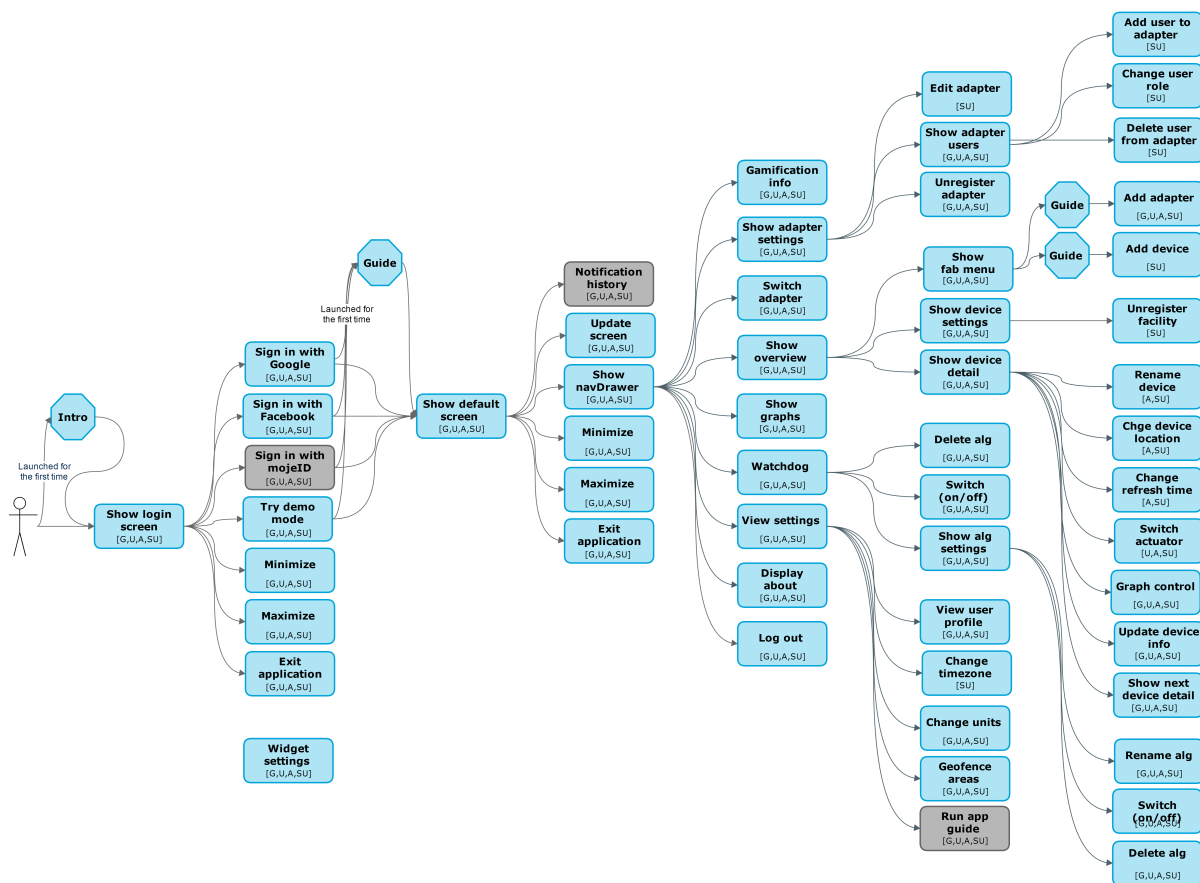 Intro
Launched for
the first time
Show login
screen
[G,U,A,SU]
Sign in with
Google
[G,U,A,SU]
Sign in with
Facebook
[G,U,A,SU]
Sign in with
mojeID
[G,U,A,SU]
Try demo
mode
[G,U,A,SU]
Minimize
[G,U,A,SU]
Maximize
[G,U,A,SU]
Exit
application
[G,U,A,SU]
Widget
settings
[G,U,A,SU]
Guide
Launched for
the first time
Show default
screen
[G,U,A,SU]
Notification
history
[G,U,A,SU]
Update
screen
[G,U,A,SU]
Show
navDrawer
[G,U,A,SU]
Minimize
[G,U,A,SU]
Maximize
[G,U,A,SU]
Exit
application
[G,U,A,SU]
Gamification
info
[G,U,A,SU]
Show adapter
settings
[G,U,A,SU]
Switch
adapter
[G,U,A,SU]
Show
overview
[G,U,A,SU]
Show
graphs
[G,U,A,SU]
Watchdog
[G,U,A,SU]
View settings
[G,U,A,SU]
Display
about
[G,U,A,SU]
Log out
[G,U,A,SU]
Edit adapter
[SU]
Show adapter
users
[G,U,A,SU]
Unregister
adapter
[G,U,A,SU]
Show
fab menu
[G,U,A,SU]
Show device
settings
[G,U,A,SU]
Show device
detail
[G,U,A,SU]
Delete alg
[G,U,A,SU]
Switch
(on/off)
[G,U,A,SU]
Show alg
settings
[G,U,A,SU]
View user
profile
[G,U,A,SU]
Change
timezone
[SU]
Change units
[G,U,A,SU]
Geofence
areas
[G,U,A,SU]
Run app
guide
[G,U,A,SU]
Guide
Guide
Add user to
adapter
[SU]
Change user
role
[SU]
Delete user
from adapter
[SU]
Add adapter
[G,U,A,SU]
Add device
[SU]
Unregister
facility
[SU]
Rename
device
[A,SU]
Chge device
location
[A,SU]
Change
refresh time
[A,SU]
Switch
actuator
[U,A,SU]
Graph control
[G,U,A,SU]
Update device
info
[G,U,A,SU]
Show next
device detail
[G,U,A,SU]
Rename alg
[G,U,A,SU]
Switch
(on/off)
[G,U,A,SU]
Delete alg
[G,U,A,SU]